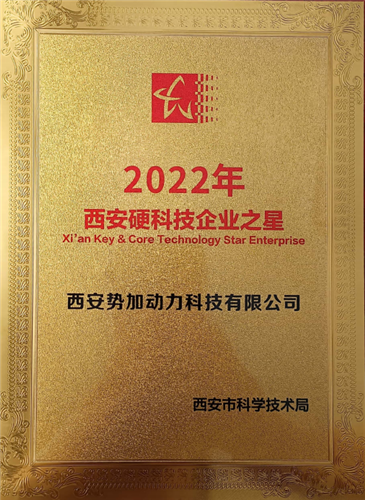 2022年
西安硬科技企业之星
Xi'an Key & Core Technology Star Enterprise
西安势加动力科技有限公司
西安市科学技术局